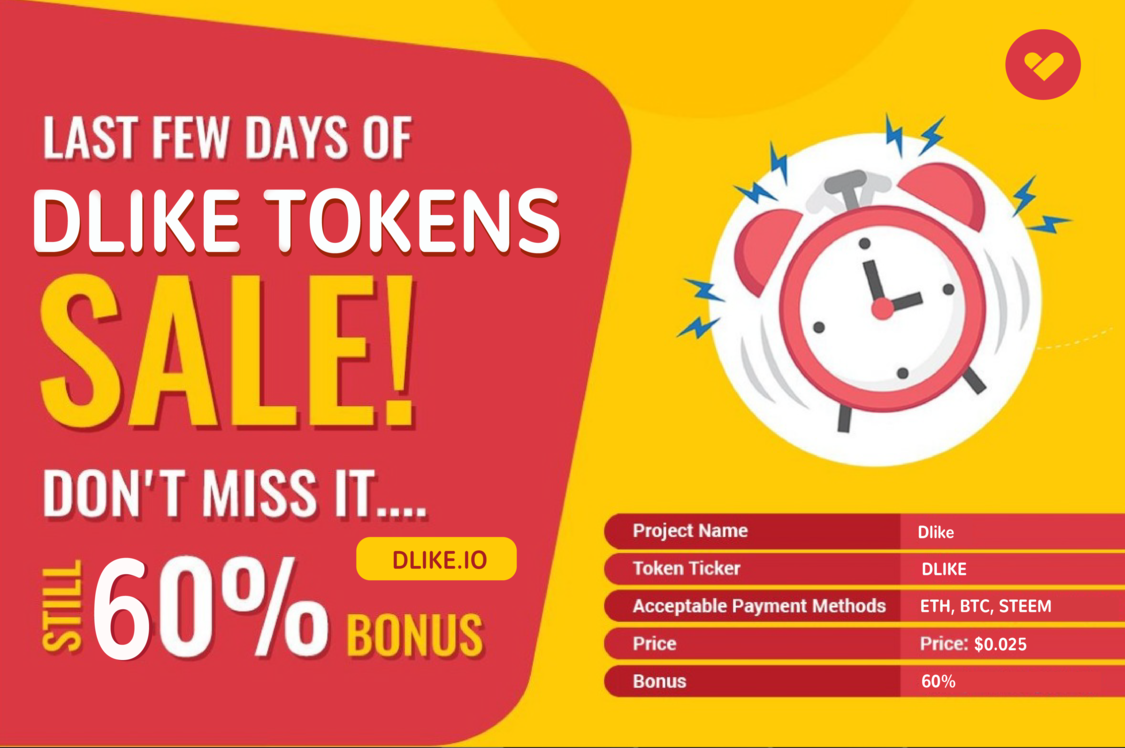 LAST FEW DAYS OF
DLIKE TOKENS
SALE!
DON'T MISS IT....
DLIKE.IO
STILL
60%
BONUS
Project Name Dlike
Token Ticker DLIKE
Acceptable Payment Methods ETH, BTC, STEEM
Price Price: $0.025
Bonus 60%